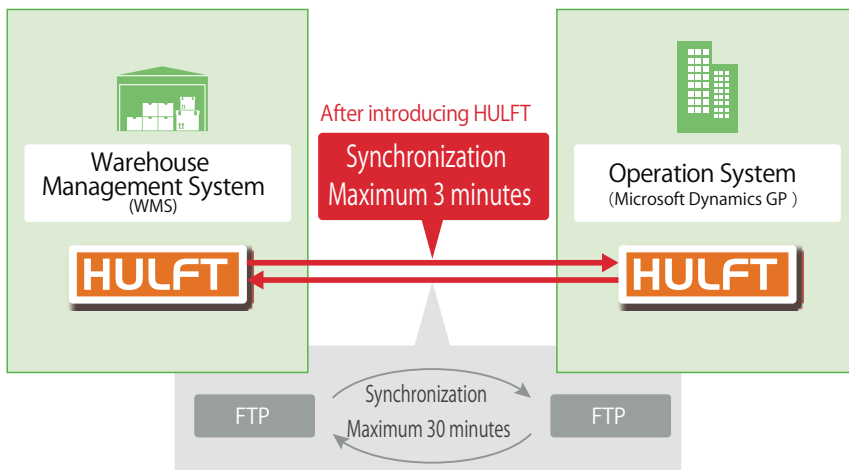 After introducing HULFT
Synchronization
Maximum 3 minutes
Warehouse
Management System
(WMS)
Operation System
(Microsoft Dynamics GP )
HULFT
HULFT
Synchronization
Maximum 30 minutes
FTP
FTP